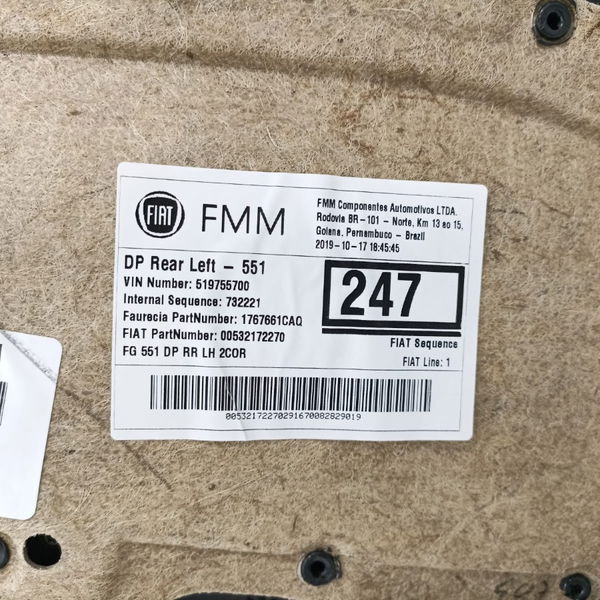 FIAT FMM
FMM Componentes Automotivos LTDA.
Rodovia BR-101 - Norte, Km 13 ao 15,
Goiana, Pernambuco - Brazil
2019-10-17 18:45:45
DP Rear Left - 551
VIN Number: 519755700
Internal Sequence: 732221
Faurecia PartNumber: 1767661CAQ
FIAT PartNumber: 00532172270
FG 551 DP RR LH 2COR
247
FIAT Sequence
FIAT Line: 1
00532172270291670082829019